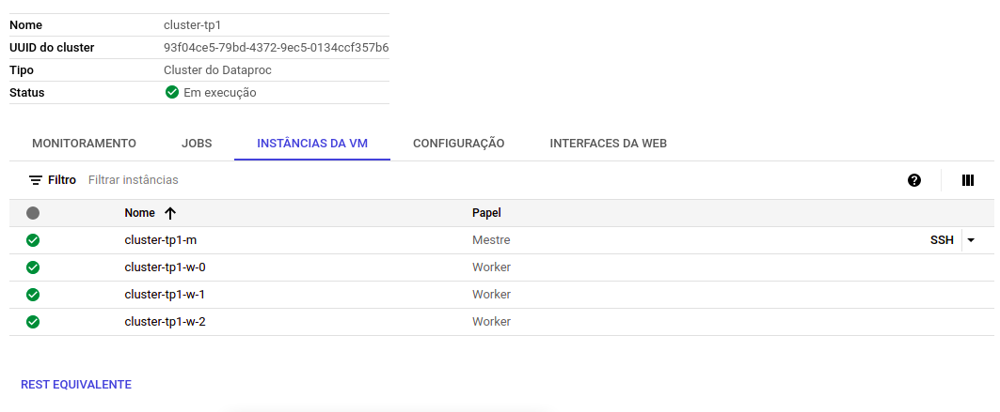 Nome cluster-tp1
UUID do cluster 93f04ce5-79bd-4372-9ec5-0134ccf357b6
Tipo Cluster do Dataproc
Status Em execução
MONITORAMENTO JOBS INSTÂNCIAS DA VM CONFIGURAÇÃO INTERFACES DA WEB
Filtro Filtrar instâncias
Nome Papel
cluster-tp1-m Mestre SSH
cluster-tp1-w-0 Worker
cluster-tp1-w-1 Worker
cluster-tp1-w-2 Worker
REST EQUIVALENTE